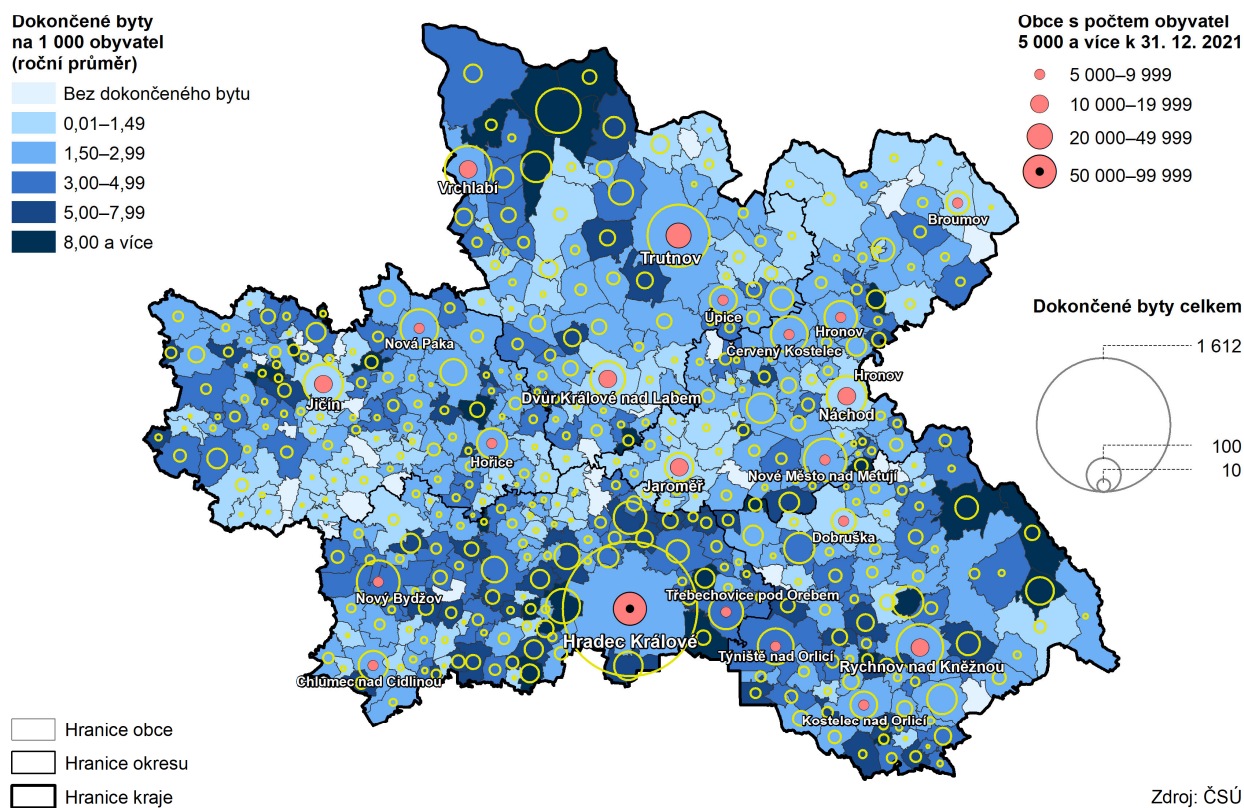 Dokončené byty
na 1 000 obyvatel
(roční průměr)
Bez dokončeného bytu
0,01–1,49
1,50–2,99
3,00–4,99
5,00–7,99
8,00 a více
Obce s počtem obyvatel
5 000 a více k 31. 12. 2021
5 000–9 999
10 000–19 999
20 000–49 999
50 000–99 999
Vrchlabí
Broumov
Trutnov
Úpice
Hronov
Nová Paka
Červený Kostelec
Hronov
Jičín
Dvůr Králové nad Labem
Náchod
Hořice
Jaroměř
Nové Město nad Metují
Dobruška
Nový Bydžov
Třebechovice pod Orebem
Hradec Králové
Týniště nad Orlicí
Rychnov nad Kněžnou
Chlumec nad Cidlinou
Kostelec nad Orlicí
Dokončené byty celkem
1 612
100
10
Hranice obce
Hranice okresu
Hranice kraje
Zdroj: ČSÚ